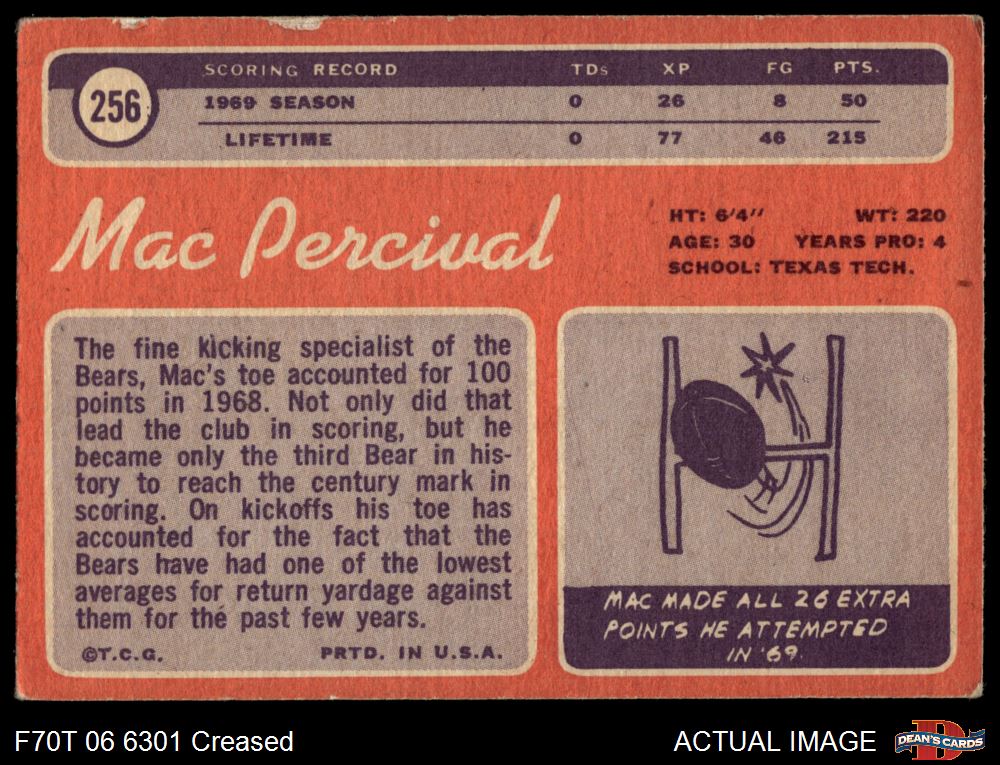 256
SCORING RECORD TDs XP FG PTS.
1969 SEASON 0 26 8 50
LIFETIME 0 77 46 215
Mac Percival
HT: 6'4" WT: 220
AGE: 30 YEARS PRO: 4
SCHOOL: TEXAS TECH.
The fine kicking specialist of the
Bears, Mac's toe accounted for 100
points in 1968. Not only did that
lead the club in scoring, but he
became only the third Bear in his-
tory to reach the century mark in
scoring. On kickoffs his toe has
accounted for the fact that the
Bears have had one of the lowest
averages for return yardage against
them for the past few years.
©T.C.G. PRTD. IN U.S.A.
MAC MADE ALL 26 EXTRA
POINTS HE ATTEMPTED
IN '69.
F70T 06 6301 Creased
ACTUAL IMAGE
D
DEAN'S CARDS